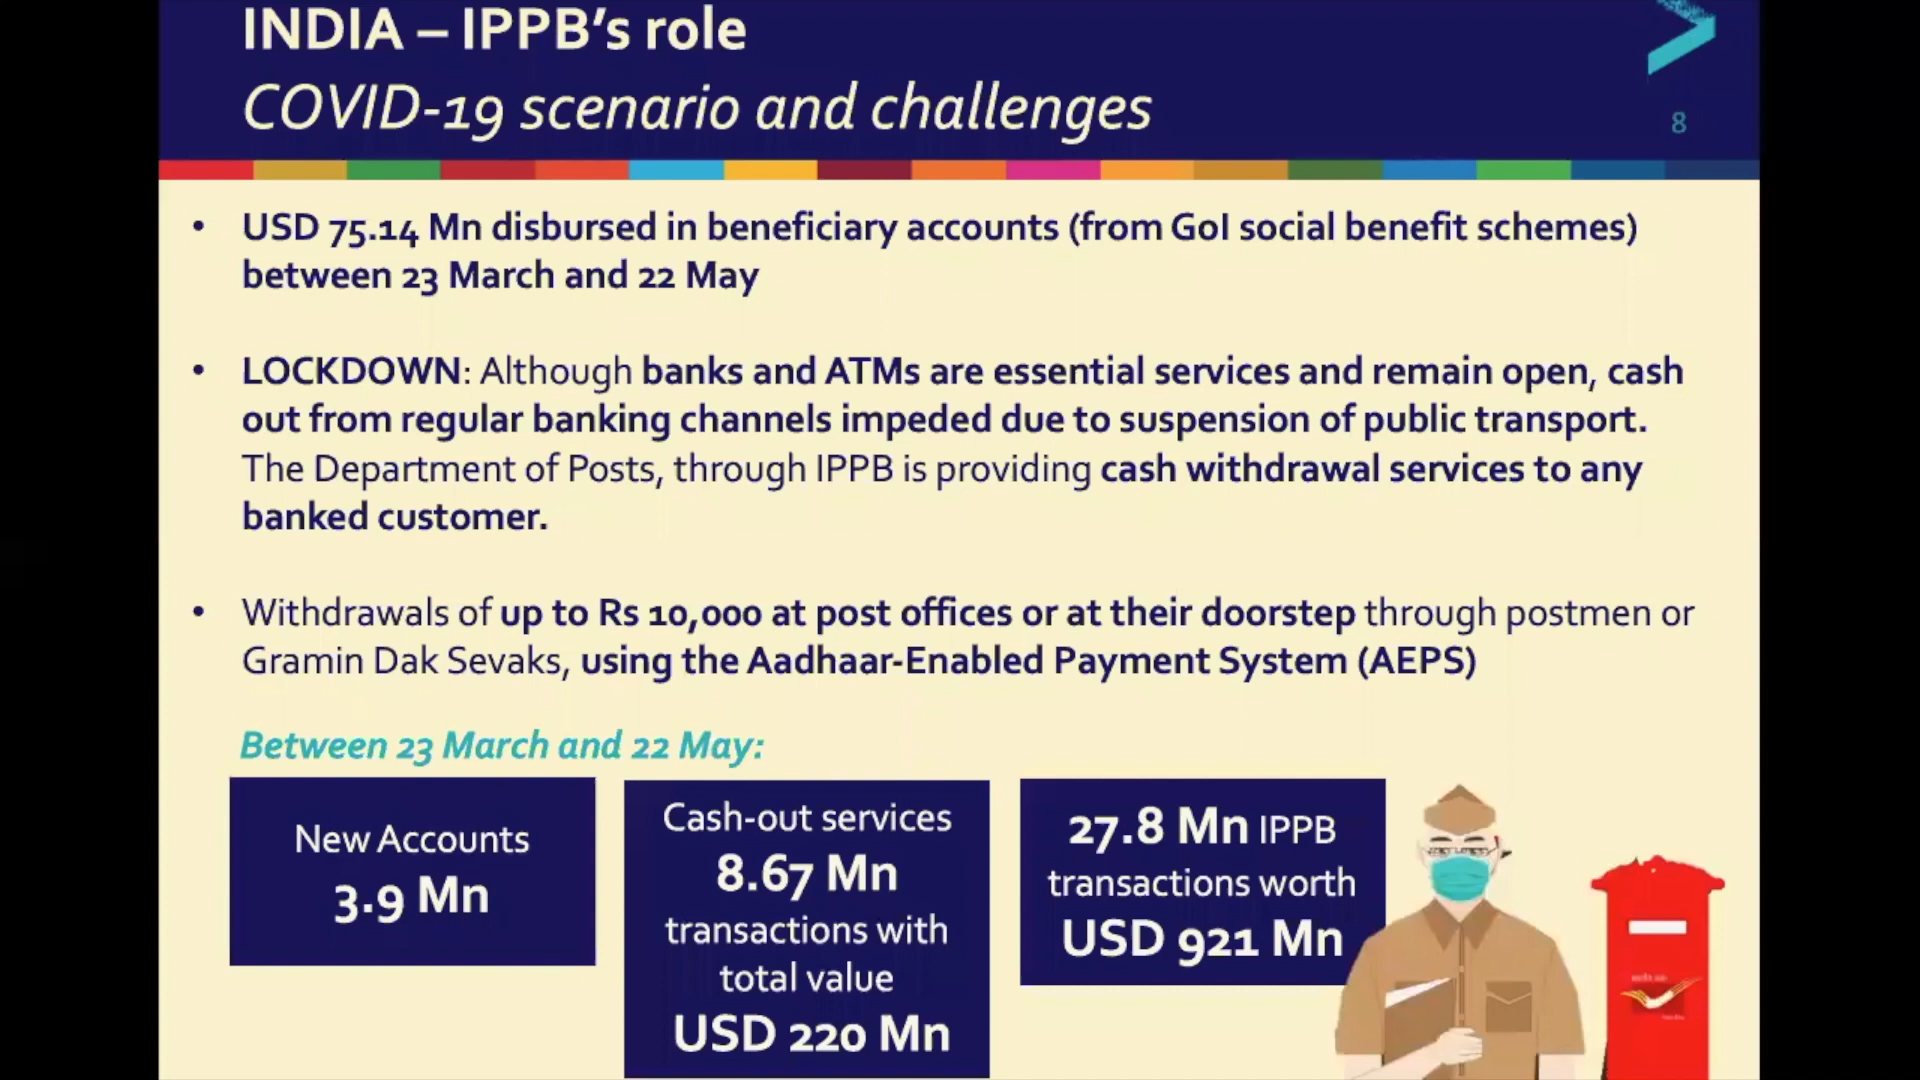 INDIA – IPPB's role
COVID-19 scenario and challenges
8
• USD 75.14 Mn disbursed in beneficiary accounts (from GoI social benefit schemes)
between 23 March and 22 May
• LOCKDOWN: Although banks and ATMs are essential services and remain open, cash
out from regular banking channels impeded due to suspension of public transport.
The Department of Posts, through IPPB is providing cash withdrawal services to any
banked customer.
• Withdrawals of up to Rs 10,000 at post offices or at their doorstep through postmen or
Gramin Dak Sevaks, using the Aadhaar-Enabled Payment System (AEPS)
Between 23 March and 22 May:
New Accounts
3.9 Mn
Cash-out services
8.67 Mn
transactions with
total value
USD 220 Mn
27.8 Mn IPPB
transactions worth
USD 921 Mn